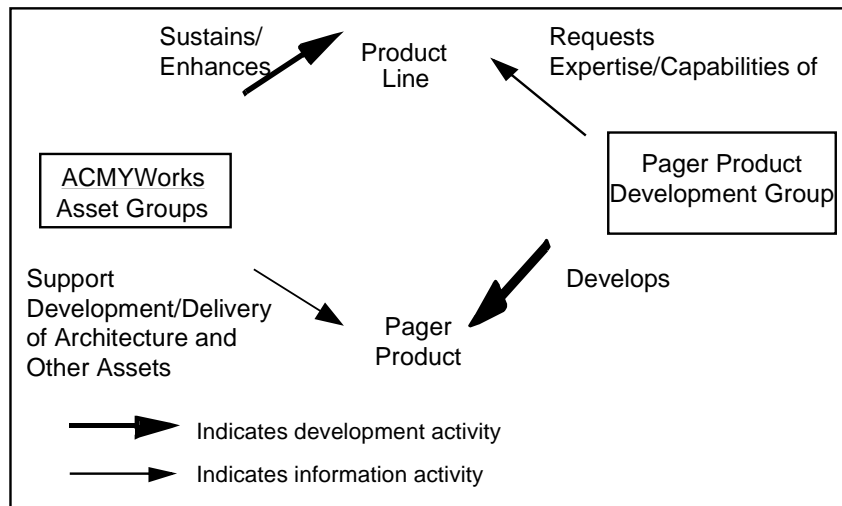 Sustains/
Enhances
Product
Line
Requests
Expertise/Capabilities of
ACMYWorks
Asset Groups
Pager Product
Development Group
Support
Development/Delivery
of Architecture and
Other Assets
Develops
Pager
Product
Indicates development activity
Indicates information activity